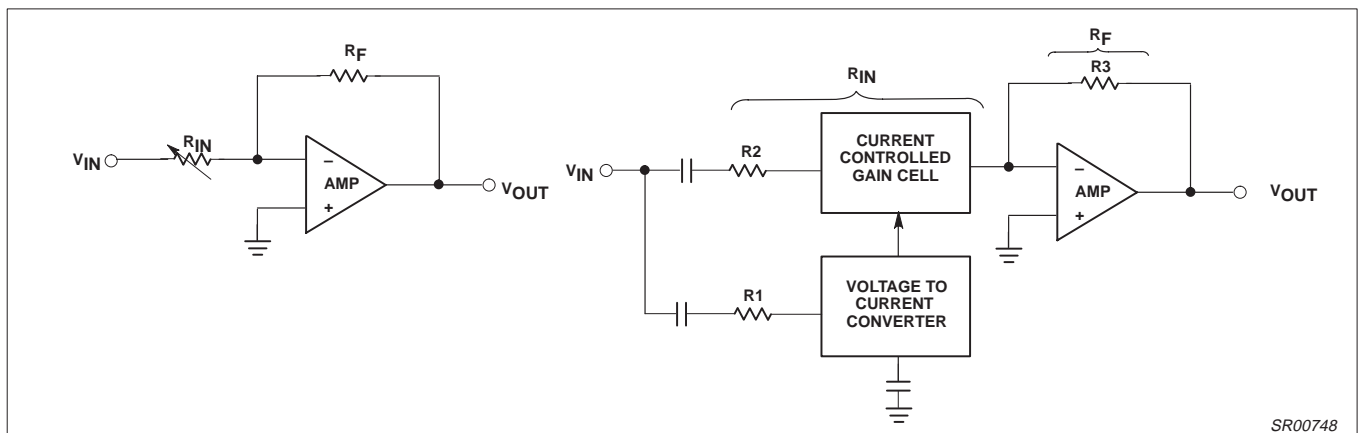 RF
RIN
VIN
−
AMP
+
VOUT
RIN
RF
R3
VIN
R2
CURRENT
CONTROLLED
GAIN CELL
−
AMP
+
VOUT
R1
VOLTAGE TO
CURRENT
CONVERTER
SR00748